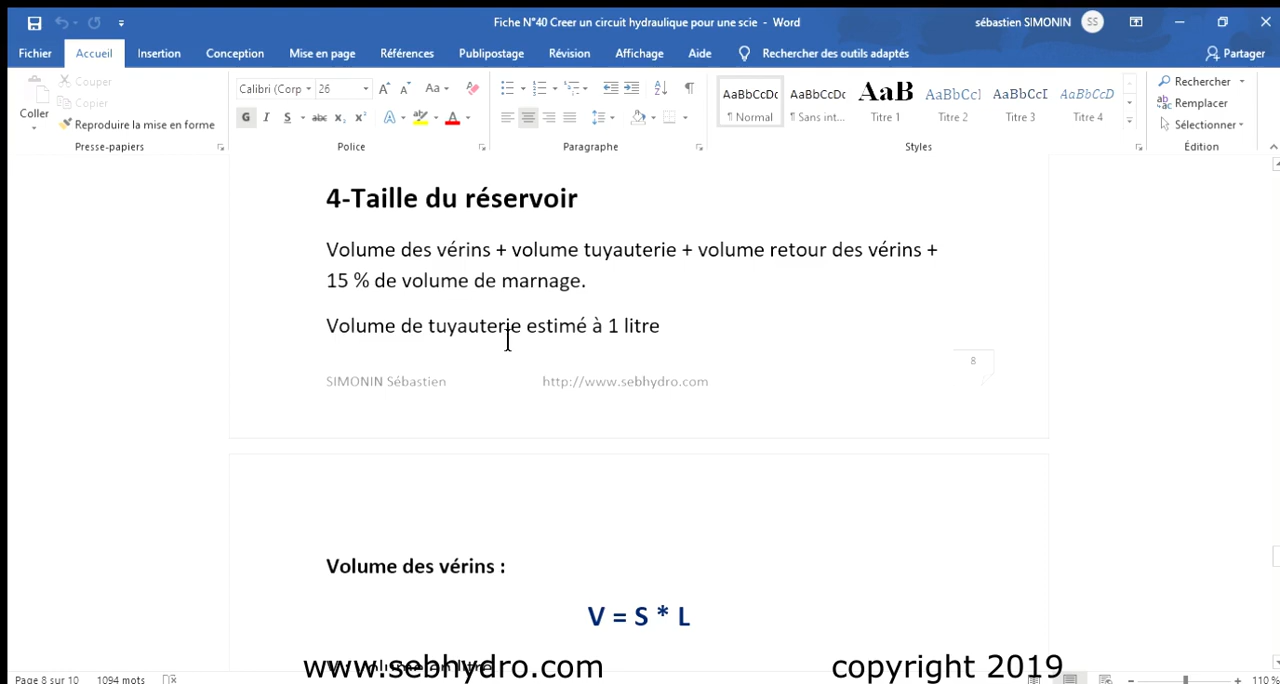 Fiche N°40 Creer un circuit hydraulique pour une scie - Word
sébastien SIMONIN SS
Fichier Accueil Insertion Conception Mise en page Références Publipostage Révision Affichage Aide Rechercher des outils adaptés Partager
Couper
Copier
Coller
Reproduire la mise en forme
Presse-papiers
Calibri (Corp 26
Police
Paragraphe
AaBbCcDc AaBbCcDc AaB AaBbCcI AaBbCcI AaBbCcD
¶ Normal ¶ Sans int... Titre 1 Titre 2 Titre 3 Titre 4
Styles
Rechercher
Remplacer
Sélectionner
Édition
4-Taille du réservoir
Volume des vérins + volume tuyauterie + volume retour des vérins +
15 % de volume de marnage.
Volume de tuyauterie estimé à 1 litre
8
SIMONIN Sébastien http://www.sebhydro.com
Volume des vérins :
V = S * L
www.sebhydro.com copyright 2019
Page 8 sur 10 1094 mots 110 %